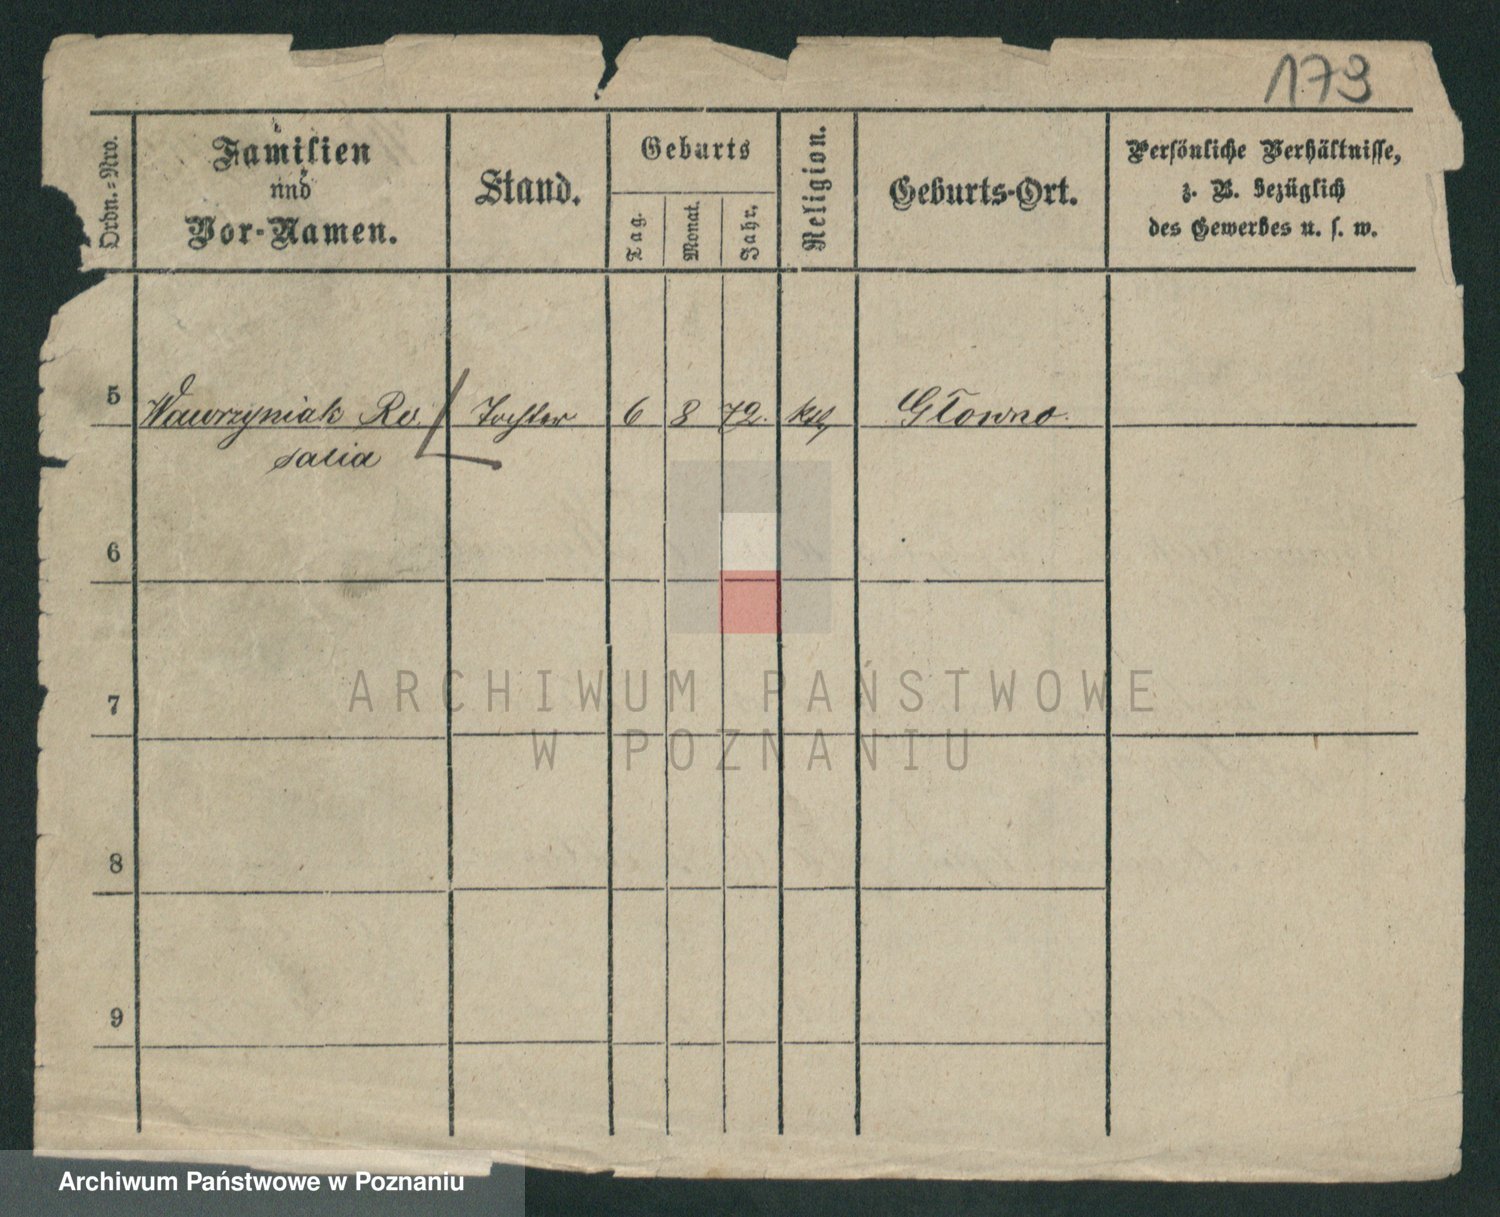 173
Ordn.=Nro.
Familien
und
Vor-Namen.
Stand.
Geburts
Tag.
Monat.
Jahr.
Religion.
Geburts-Ort.
Persönliche Verhältnisse,
z. B. bezüglich
des Gewerbes u. s. w.
5 Wawrzyniak Ro Tochter 6 8 72. kth Głowno.
salia
6
7
ARCHIWUM PAŃSTWOWE
W POZNANIU
8
9
Archiwum Państwowe w Poznaniu